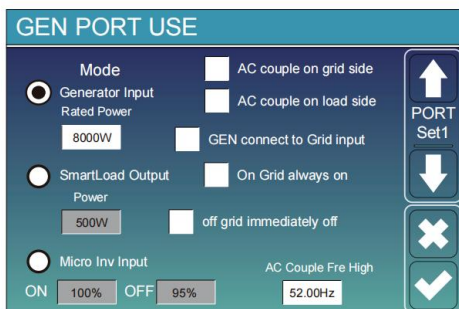 GEN PORT USE
Mode
AC couple on grid side
Generator Input
AC couple on load side
Rated Power
PORT
Set1
8000W
GEN connect to Grid input
SmartLoad Output
On Grid always on
Power
500W
off grid immediately off
Micro Inv Input
AC Couple Fre High
ON 100% OFF 95%
52.00Hz